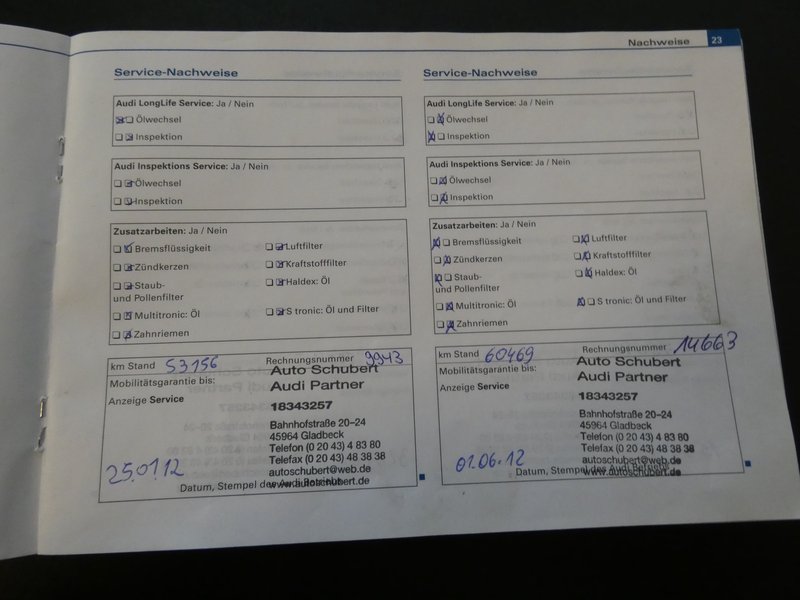 Nachweise 23
Service-Nachweise
Audi LongLife Service: Ja / Nein
Ölwechsel
Inspektion
Audi Inspektions Service: Ja / Nein
Ölwechsel
Inspektion
Zusatzarbeiten: Ja / Nein
Bremsflüssigkeit
Luftfilter
Zündkerzen
Kraftstofffilter
Staub-
und Pollenfilter
Haldex: Öl
Multitronic: Öl
S tronic: Öl und Filter
Zahnriemen
km Stand 53156
Rechnungsnummer 9943
Mobilitätsgarantie bis:
Anzeige Service
Auto Schubert
Audi Partner
18343257
Bahnhofstraße 20–24
45964 Gladbeck
Telefon (0 20 43) 4 83 80
Telefax (0 20 43) 48 38 38
autoschubert@web.de
www.autoschubert.de
25.01.12
Datum, Stempel des Audi Betriebs
Service-Nachweise
Audi LongLife Service: Ja / Nein
Ölwechsel
Inspektion
Audi Inspektions Service: Ja / Nein
Ölwechsel
Inspektion
Zusatzarbeiten: Ja / Nein
Bremsflüssigkeit
Luftfilter
Zündkerzen
Kraftstofffilter
Staub-
und Pollenfilter
Haldex: Öl
Multitronic: Öl
S tronic: Öl und Filter
Zahnriemen
km Stand 60469
Rechnungsnummer 14663
Mobilitätsgarantie bis:
Anzeige Service
Auto Schubert
Audi Partner
18343257
Bahnhofstraße 20–24
45964 Gladbeck
Telefon (0 20 43) 4 83 80
Telefax (0 20 43) 48 38 38
autoschubert@web.de
www.autoschubert.de
01.06.12
Datum, Stempel des Audi Betriebs